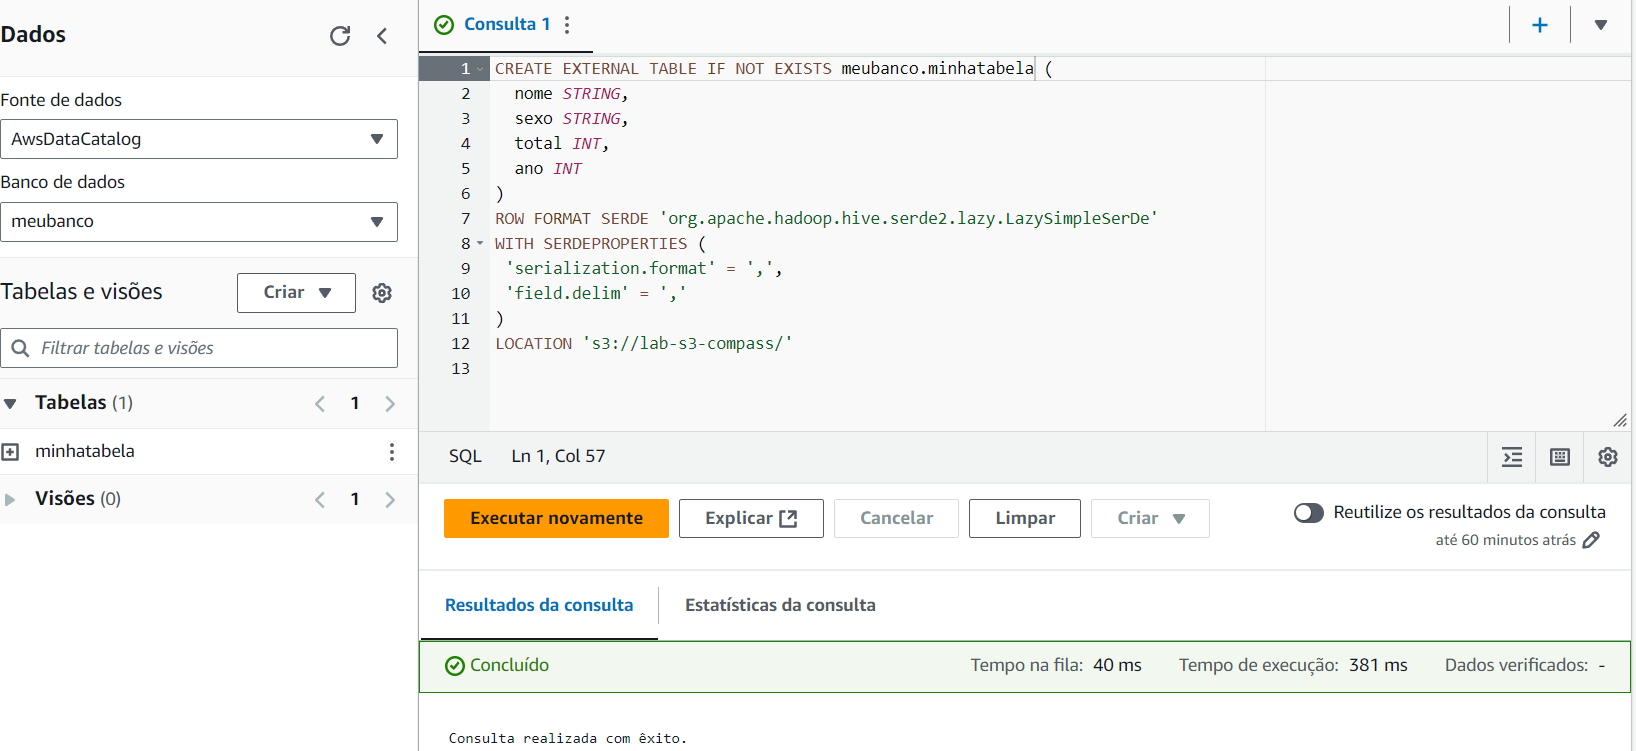 Dados
Fonte de dados
AwsDataCatalog
Banco de dados
meubanco
Tabelas e visões
Criar
Filtrar tabelas e visões
Tabelas (1)
1
minhatabela
Visões (0)
1
Consulta 1
1 CREATE EXTERNAL TABLE IF NOT EXISTS meubanco.minhatabela (
2 nome STRING,
3 sexo STRING,
4 total INT,
5 ano INT
6 )
7 ROW FORMAT SERDE 'org.apache.hadoop.hive.serde2.lazy.LazySimpleSerDe'
8 WITH SERDEPROPERTIES (
9 'serialization.format' = ',',
10 'field.delim' = ','
11 )
12 LOCATION 's3://lab-s3-compass/'
13
SQL Ln 1, Col 57
Executar novamente Explicar Cancelar Limpar Criar
Reutilize os resultados da consulta
até 60 minutos atrás
Resultados da consulta Estatísticas da consulta
Concluído Tempo na fila: 40 ms Tempo de execução: 381 ms Dados verificados: -
Consulta realizada com êxito.